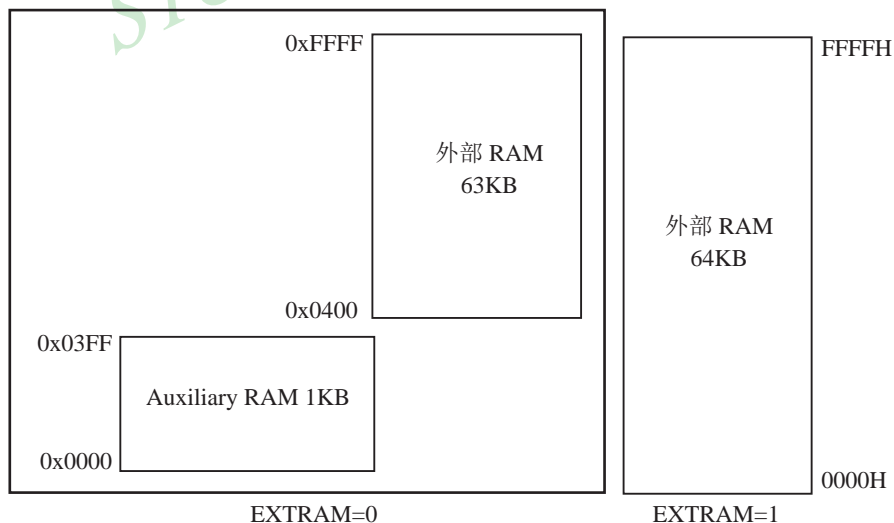 0xFFFF
外部 RAM
63KB
0x0400
0x03FF
Auxiliary RAM 1KB
0x0000
EXTRAM=0
FFFFH
外部 RAM
64KB
0000H
EXTRAM=1